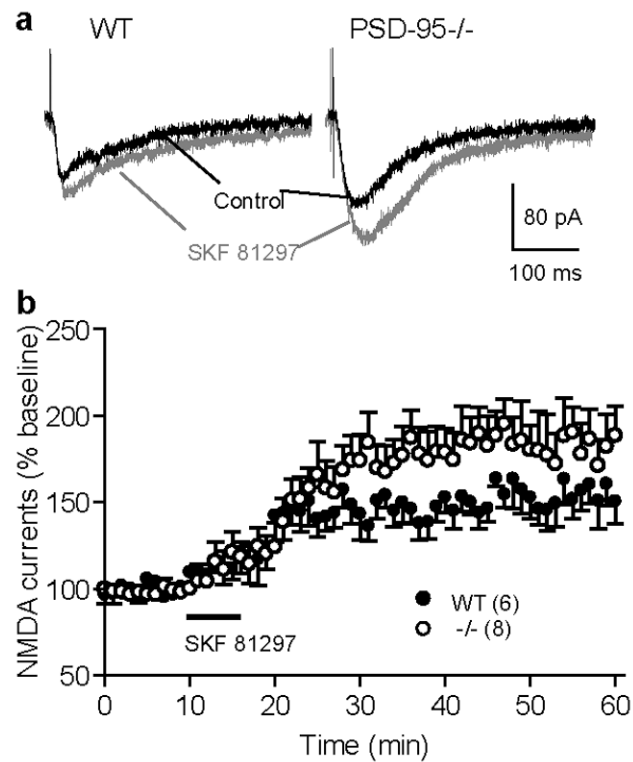 a
WT PSD-95-/-
Control
SKF 81297
80 pA
100 ms
b
NMDA currents (% baseline)
250
200
150
100
50
SKF 81297
WT (6)
-/- (8)
0 10 20 30 40 50 60
Time (min)